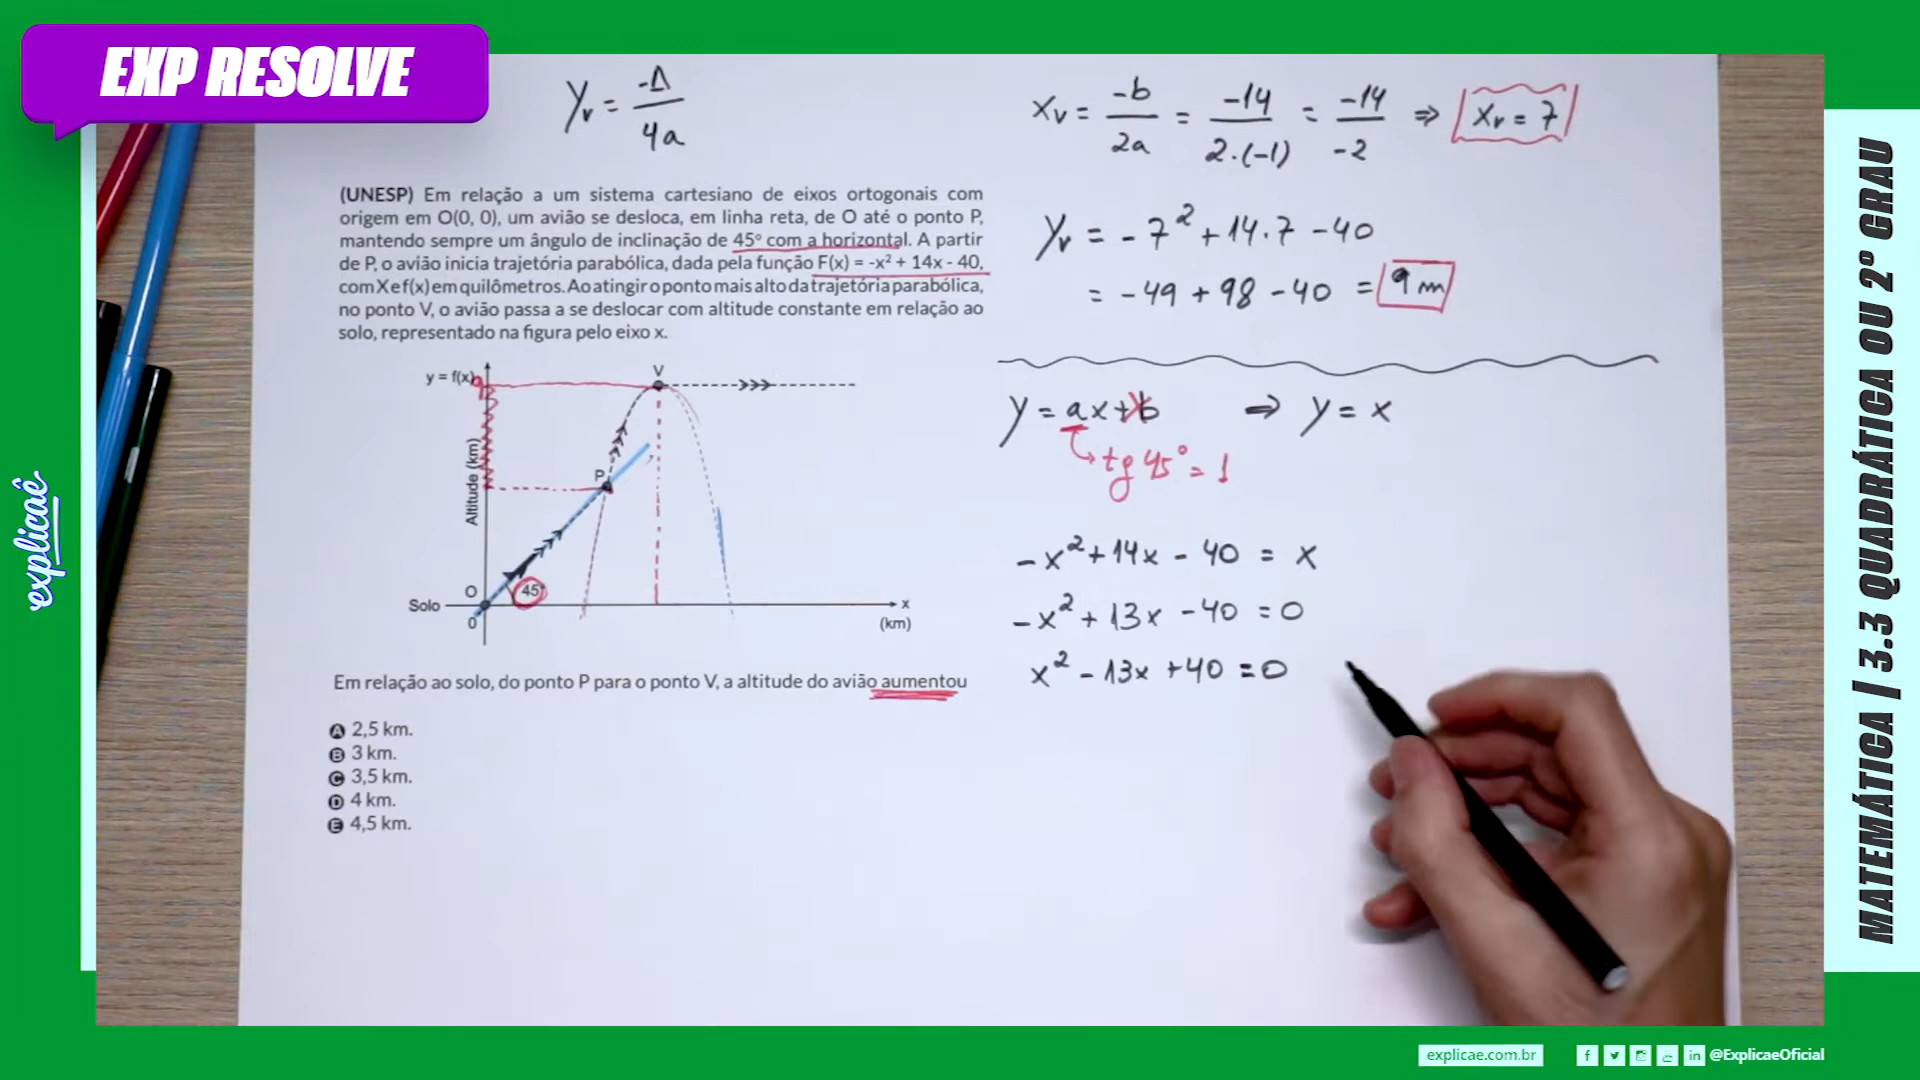 EXP RESOLVE
yv = -Δ / 4a
(UNESP) Em relação a um sistema cartesiano de eixos ortogonais com
origem em O(0, 0), um avião se desloca, em linha reta, de O até o ponto P,
mantendo sempre um ângulo de inclinação de 45° com a horizontal. A partir
de P, o avião inicia trajetória parabólica, dada pela função F(x) = -x² + 14x - 40,
com X e f(x) em quilômetros. Ao atingir o ponto mais alto da trajetória parabólica,
no ponto V, o avião passa a se deslocar com altitude constante em relação ao
solo, representado na figura pelo eixo x.
y = f(x)
9
V
Altitude (km)
P
O
45°
Solo
0
x
(km)
Em relação ao solo, do ponto P para o ponto V, a altitude do avião aumentou
A 2,5 km.
B 3 km.
C 3,5 km.
D 4 km.
E 4,5 km.
xv = -b / 2a = -14 / 2.(-1) = -14 / -2 ⇒ xv = 7
yv = -7² + 14.7 - 40
= -49 + 98 - 40 = 9 m
y = ax + b ⇒ y = x
tg 45° = 1
-x² + 14x - 40 = x
-x² + 13x - 40 = 0
x² - 13x + 40 = 0
explicaê
MATEMÁTICA | 3.3 QUADRÁTICA OU 2º GRAU
explicae.com.br
@ExplicaeOficial